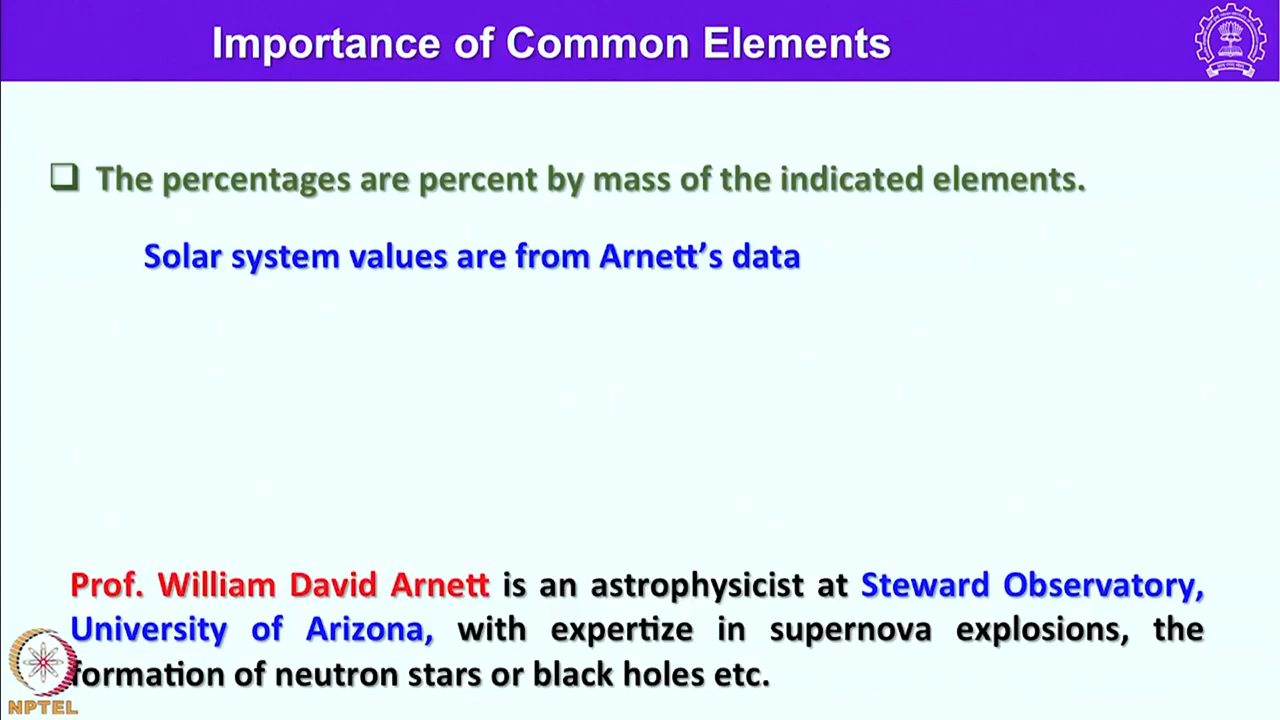 Importance of Common Elements
The percentages are percent by mass of the indicated elements.
Solar system values are from Arnett's data
Prof. William David Arnett is an astrophysicist at Steward Observatory,
University of Arizona, with expertize in supernova explosions, the
formation of neutron stars or black holes etc.
NPTEL